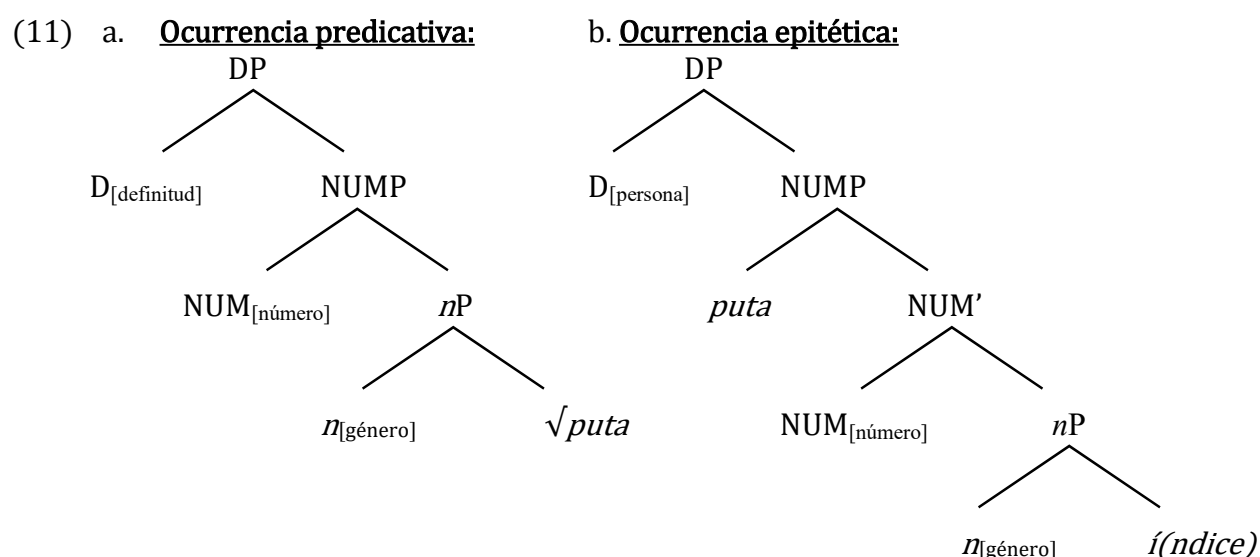 (11) a. Ocurrencia predicativa: b. Ocurrencia epitética:
DP DP
D[definitud] NUMP D[persona] NUMP
NUM[número] nP puta NUM’
n[género] √puta NUM[número] nP
n[género] í(ndice)